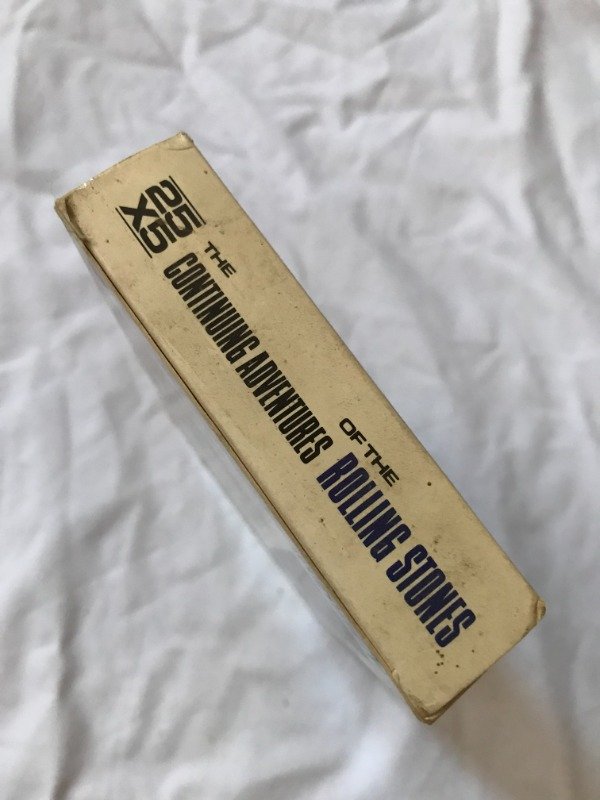 25
X5
THE
CONTINUING ADVENTURES
OF THE
ROLLING STONES